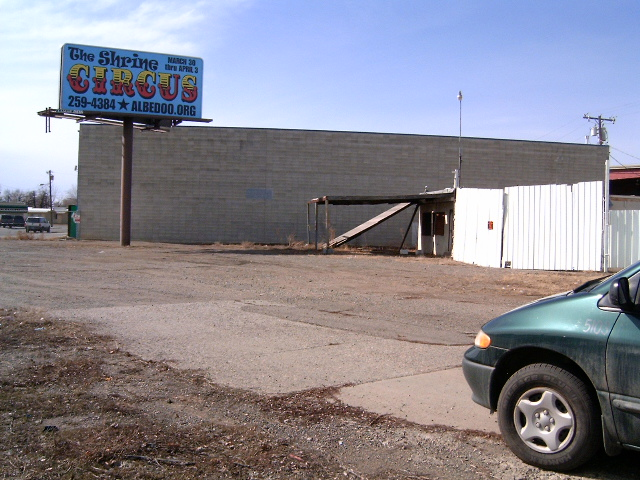 The Shrine
MARCH 30
thru APRIL 3
CIRCUS
259-4384 ★ ALBEDOO.ORG